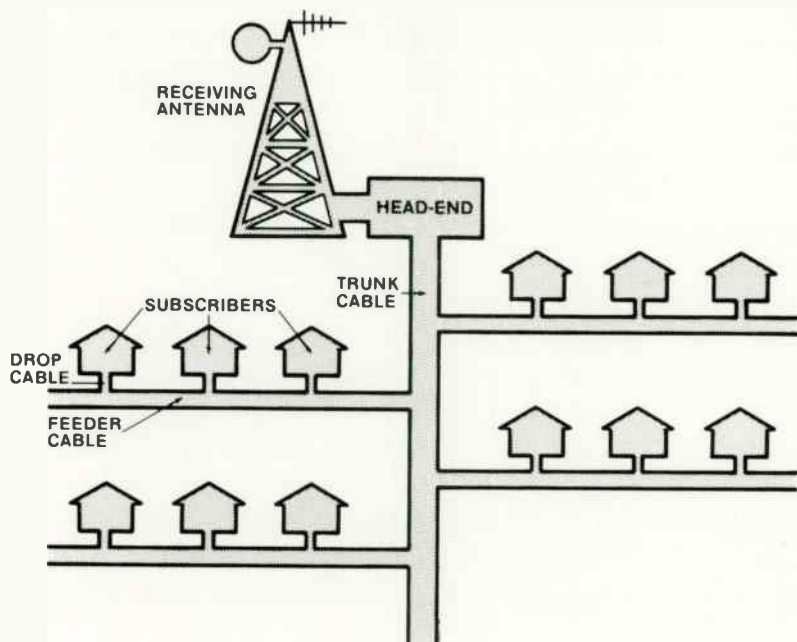 RECEIVING
ANTENNA
HEAD-END
TRUNK
CABLE
SUBSCRIBERS
DROP
CABLE
FEEDER
CABLE